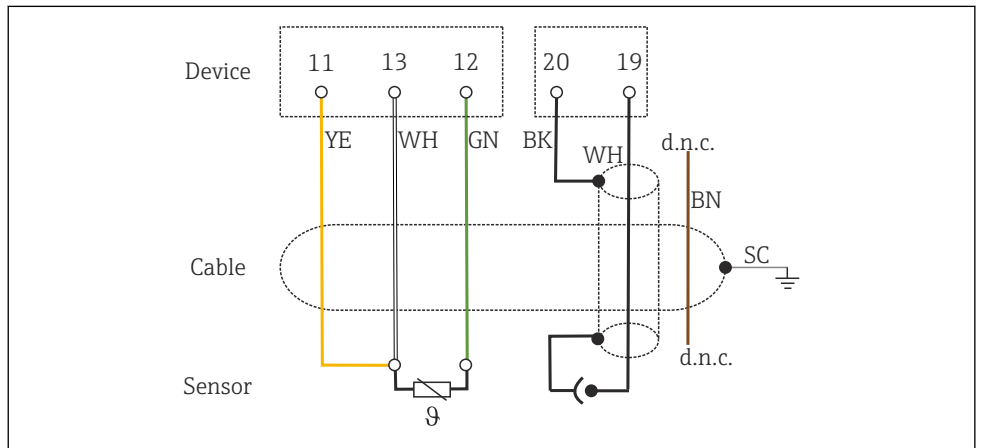 Device 11 13 12 20 19
YE WH GN BK WH d.n.c.
BN
Cable SC
d.n.c.
Sensor
ϑ